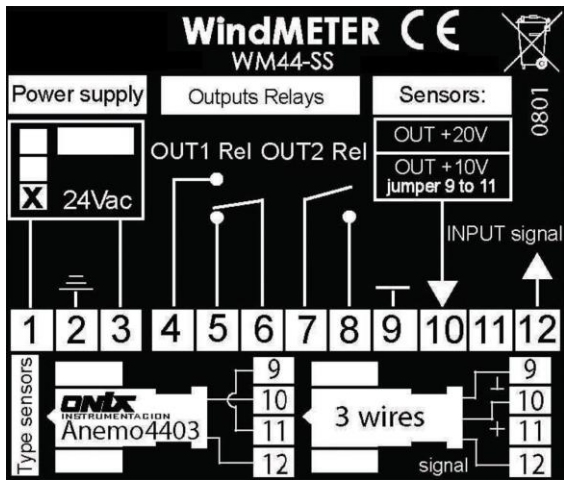 WindMETER CE
WM44-SS
Power supply
Outputs Relays
Sensors:
0801
OUT +20V
OUT +10V
jumper 9 to 11
X 24Vac
OUT1 Rel OUT2 Rel
INPUT signal
1 2 3 4 5 6 7 8 9 10 11 12
Type sensors
ONIX
INSTRUMENTACION
Anemo4403
9
10
11
12
3 wires
signal
+
9
10
11
12